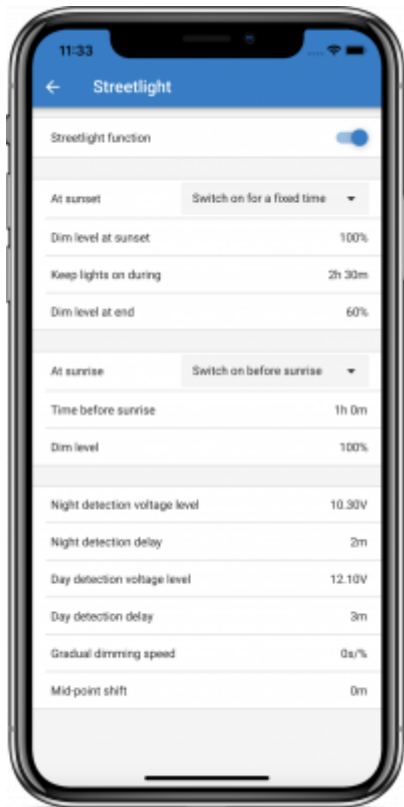 11:33
Streetlight
Streetlight function
At sunset Switch on for a fixed time
Dim level at sunset 100%
Keep lights on during 2h 30m
Dim level at end 60%
At sunrise Switch on before sunrise
Time before sunrise 1h 0m
Dim level 100%
Night detection voltage level 10.30V
Night detection delay 2m
Day detection voltage level 12.10V
Day detection delay 3m
Gradual dimming speed 0s/%
Mid-point shift 0m